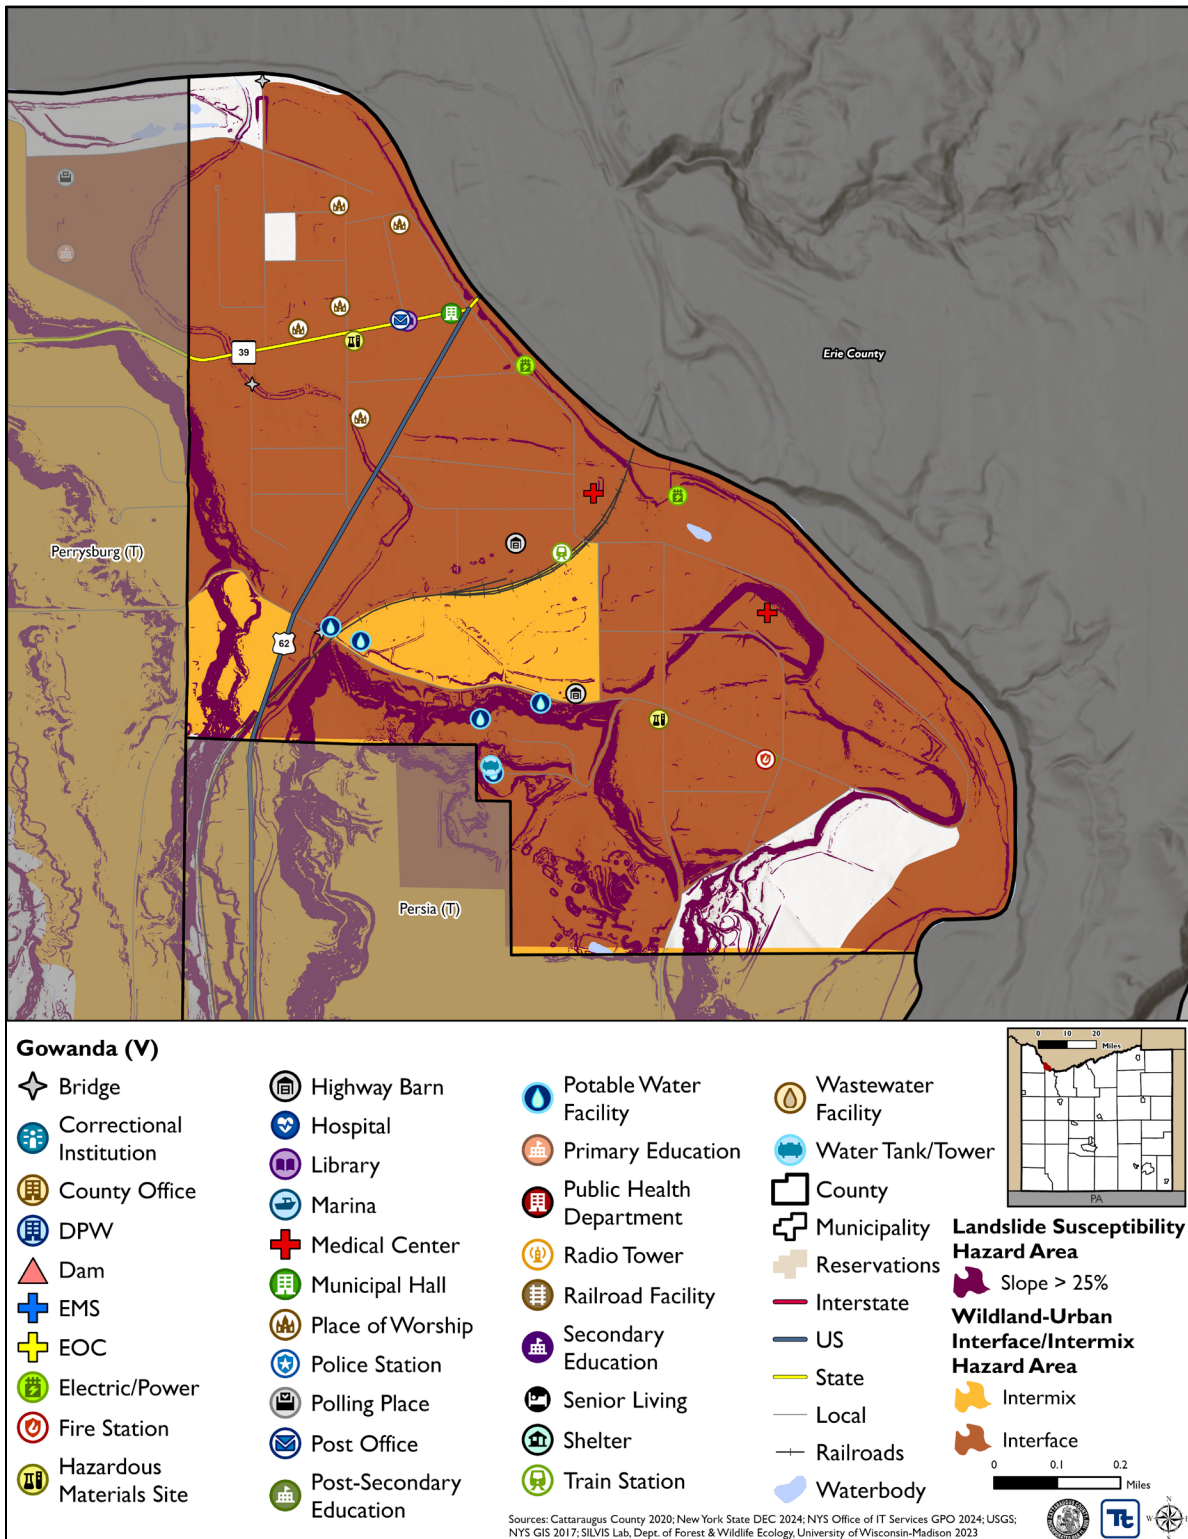 Erie County
39
Perrysburg (T)
62
Persia (T)
Gowanda (V)
Bridge
Correctional
Institution
County Office
DPW
Dam
EMS
EOC
Electric/Power
Fire Station
Hazardous
Materials Site
Highway Barn
Hospital
Library
Marina
Medical Center
Municipal Hall
Place of Worship
Police Station
Polling Place
Post Office
Post-Secondary
Education
Potable Water
Facility
Primary Education
Public Health
Department
Radio Tower
Railroad Facility
Secondary
Education
Senior Living
Shelter
Train Station
Wastewater
Facility
Water Tank/Tower
County
Municipality
Reservations
Interstate
US
State
Local
Railroads
Waterbody
0 10 20
Miles
PA
Landslide Susceptibility
Hazard Area
Slope > 25%
Wildland-Urban
Interface/Intermix
Hazard Area
Intermix
Interface
0 0.1 0.2
Miles
Tt
N
W
Sources: Cattaraugus County 2020; New York State DEC 2024; NYS Office of IT Services GPO 2024; USGS;
NYS GIS 2017; SILVIS Lab, Dept. of Forest & Wildlife Ecology, University of Wisconsin-Madison 2023